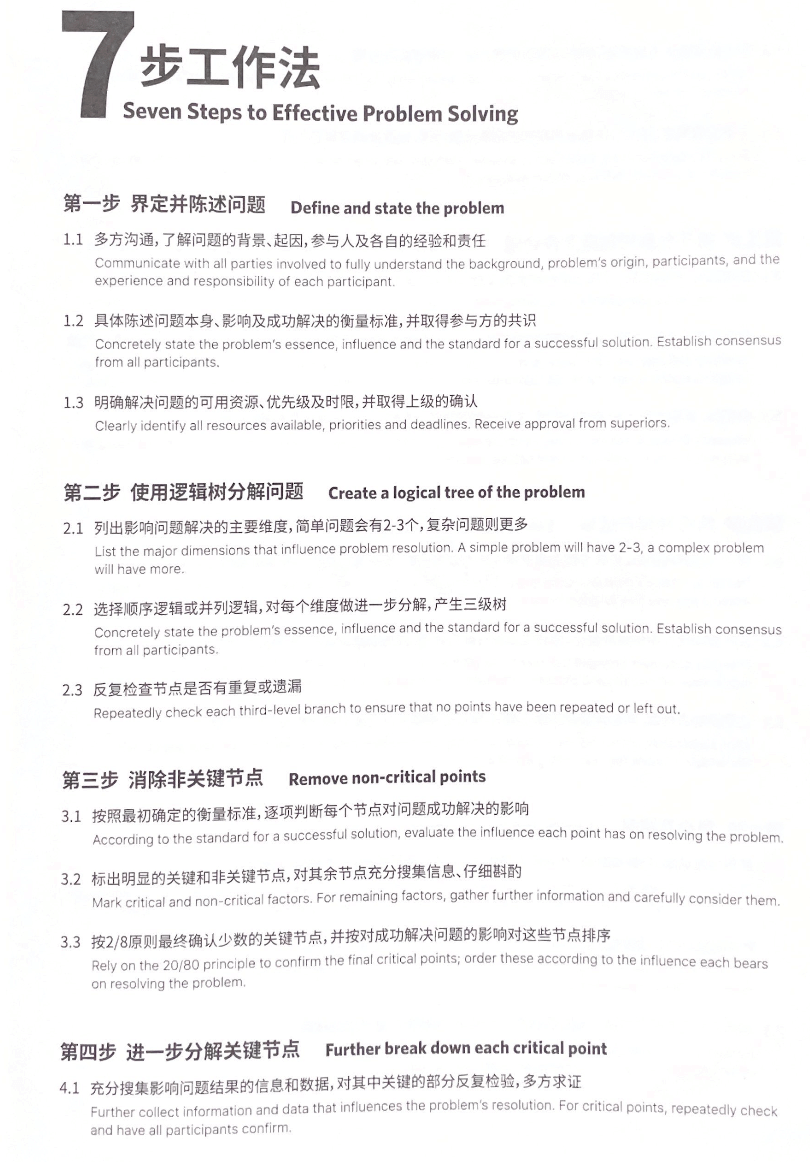 7步工作法
Seven Steps to Effective Problem Solving
第一步 界定并陈述问题 Define and state the problem
1.1 多方沟通,了解问题的背景、起因,参与人及各自的经验和责任
Communicate with all parties involved to fully understand the background, problem's origin, participants, and the
experience and responsibility of each participant.
1.2 具体陈述问题本身、影响及成功解决的衡量标准,并取得参与方的共识
Concretely state the problem's essence, influence and the standard for a successful solution. Establish consensus
from all participants.
1.3 明确解决问题的可用资源、优先级及时限,并取得上级的确认
Clearly identify all resources available, priorities and deadlines. Receive approval from superiors.
第二步 使用逻辑树分解问题 Create a logical tree of the problem
2.1 列出影响问题解决的主要维度,简单问题会有2-3个,复杂问题则更多
List the major dimensions that influence problem resolution. A simple problem will have 2-3, a complex problem
will have more.
2.2 选择顺序逻辑或并列逻辑,对每个维度做进一步分解,产生三级树
Concretely state the problem's essence, influence and the standard for a successful solution. Establish consensus
from all participants.
2.3 反复检查节点是否有重复或遗漏
Repeatedly check each third-level branch to ensure that no points have been repeated or left out.
第三步 消除非关键节点 Remove non-critical points
3.1 按照最初确定的衡量标准,逐项判断每个节点对问题成功解决的影响
According to the standard for a successful solution, evaluate the influence each point has on resolving the problem.
3.2 标出明显的关键和非关键节点,对其余节点充分搜集信息、仔细斟酌
Mark critical and non-critical factors. For remaining factors, gather further information and carefully consider them.
3.3 按2/8原则最终确认少数的关键节点,并按对成功解决问题的影响对这些节点排序
Rely on the 20/80 principle to confirm the final critical points; order these according to the influence each bears
on resolving the problem.
第四步 进一步分解关键节点 Further break down each critical point
4.1 充分搜集影响问题结果的信息和数据,对其中关键的部分反复检验,多方求证
Further collect information and data that influences the problem's resolution. For critical points, repeatedly check
and have all participants confirm.